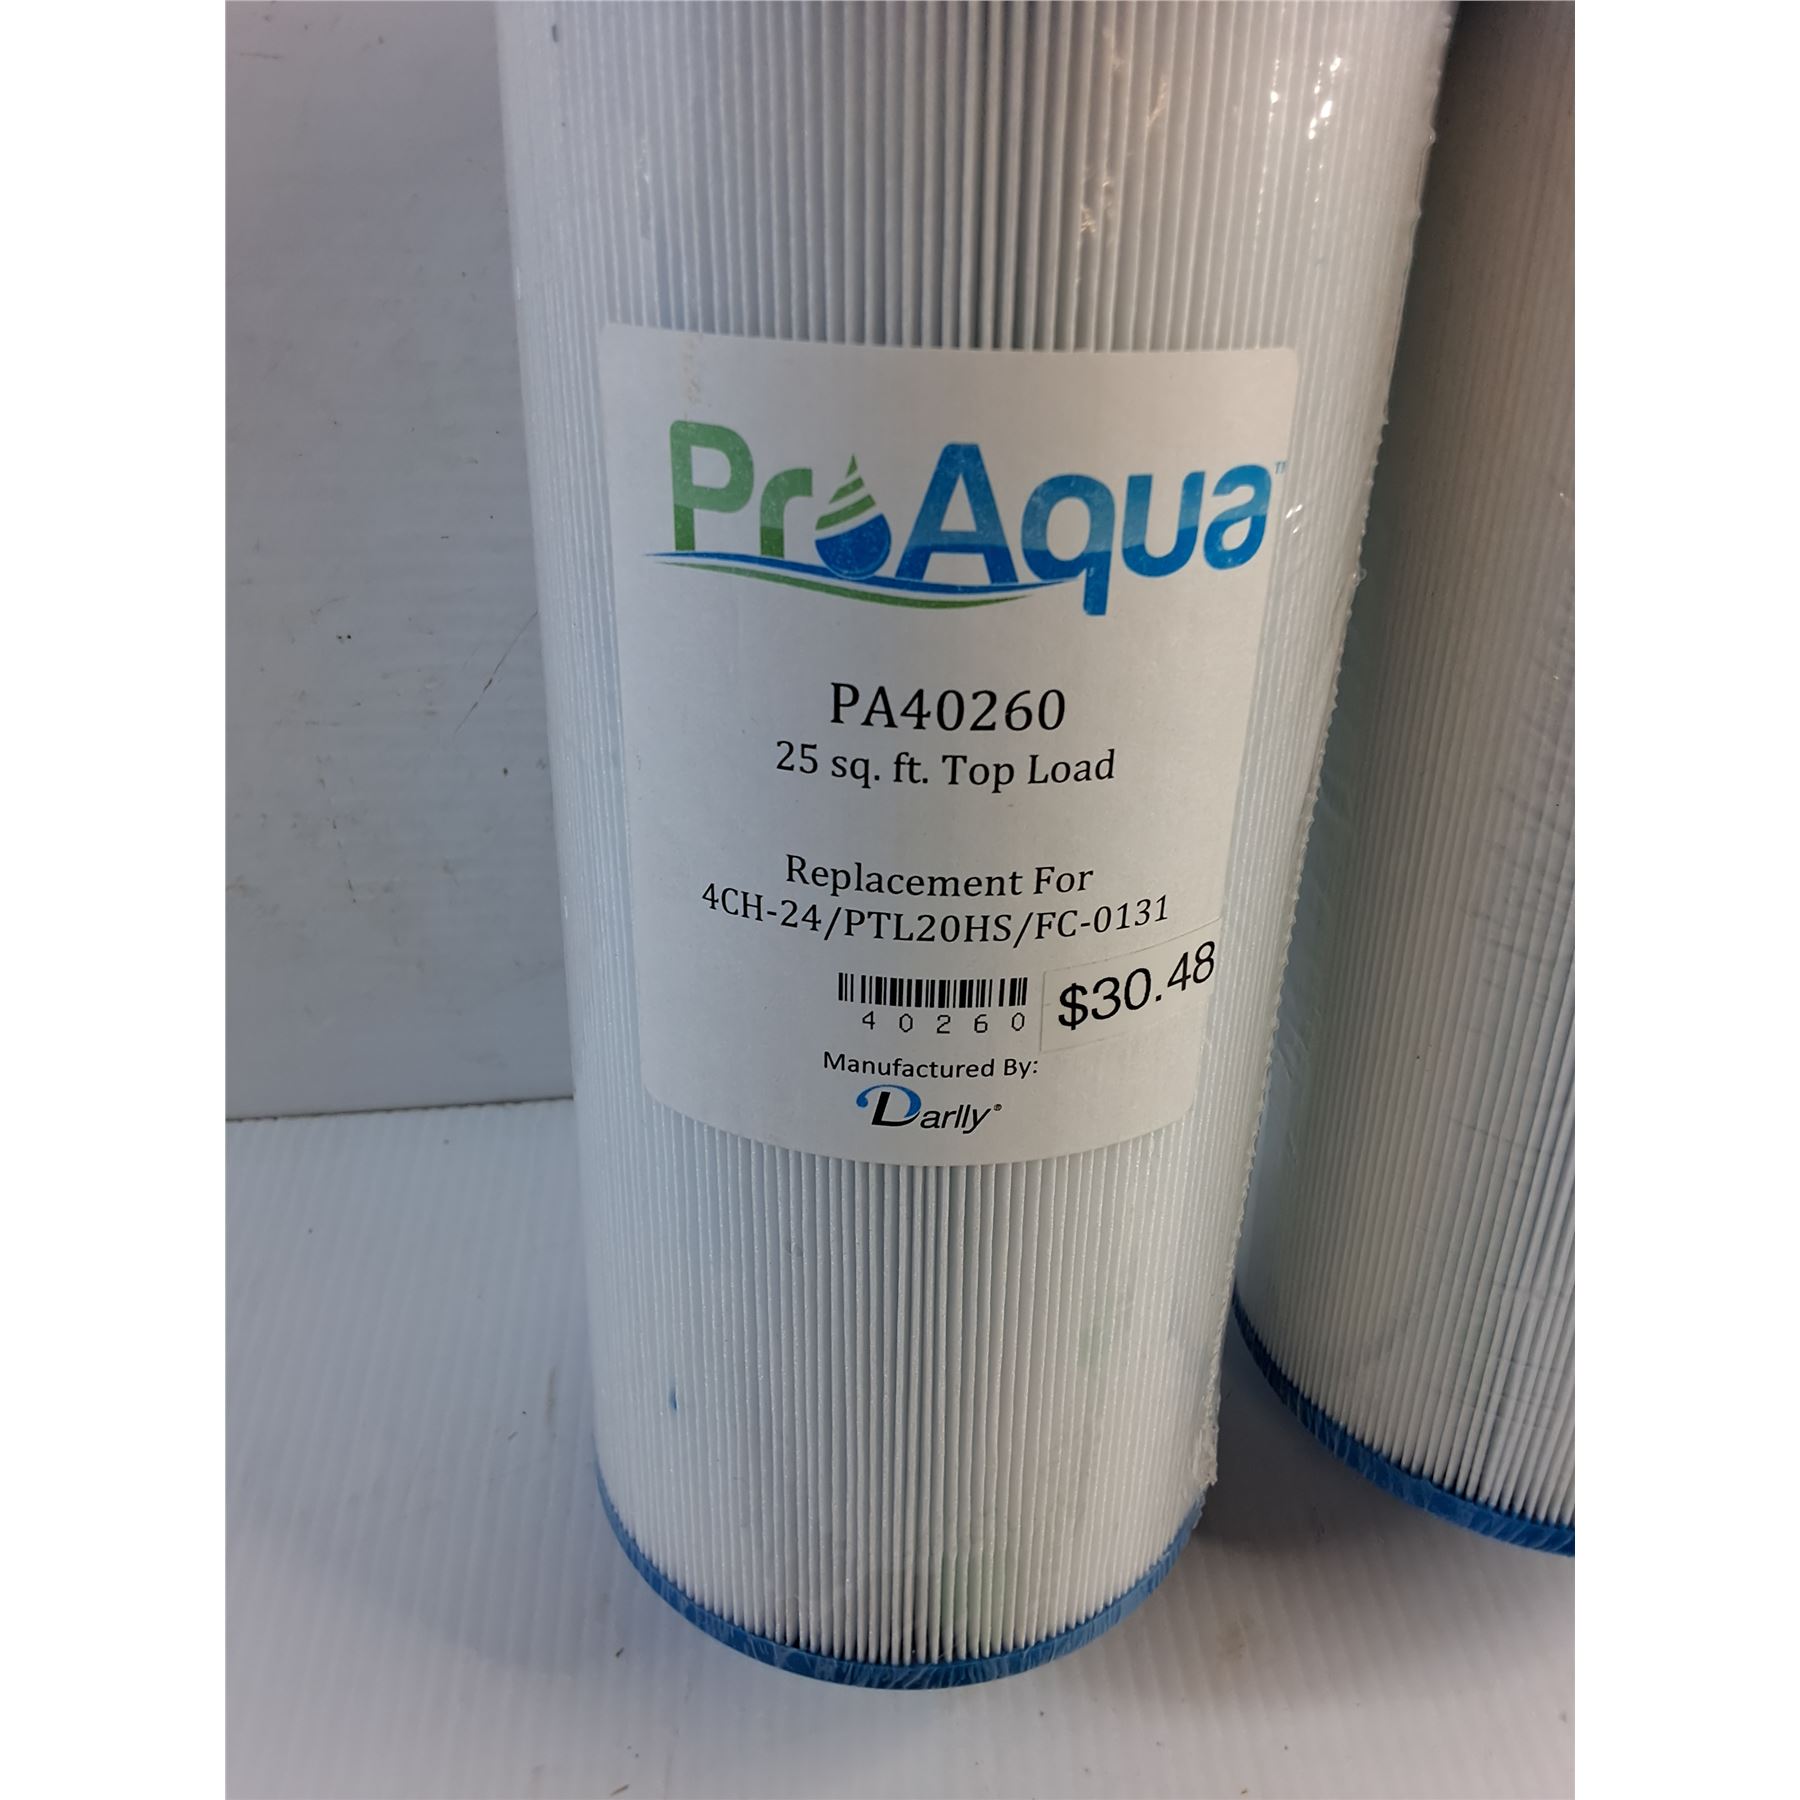 ProAqua™
PA40260
25 sq. ft. Top Load
Replacement For
4CH-24/PTL20HS/FC-0131
$30.48
40260
Manufactured By:
Darlly®